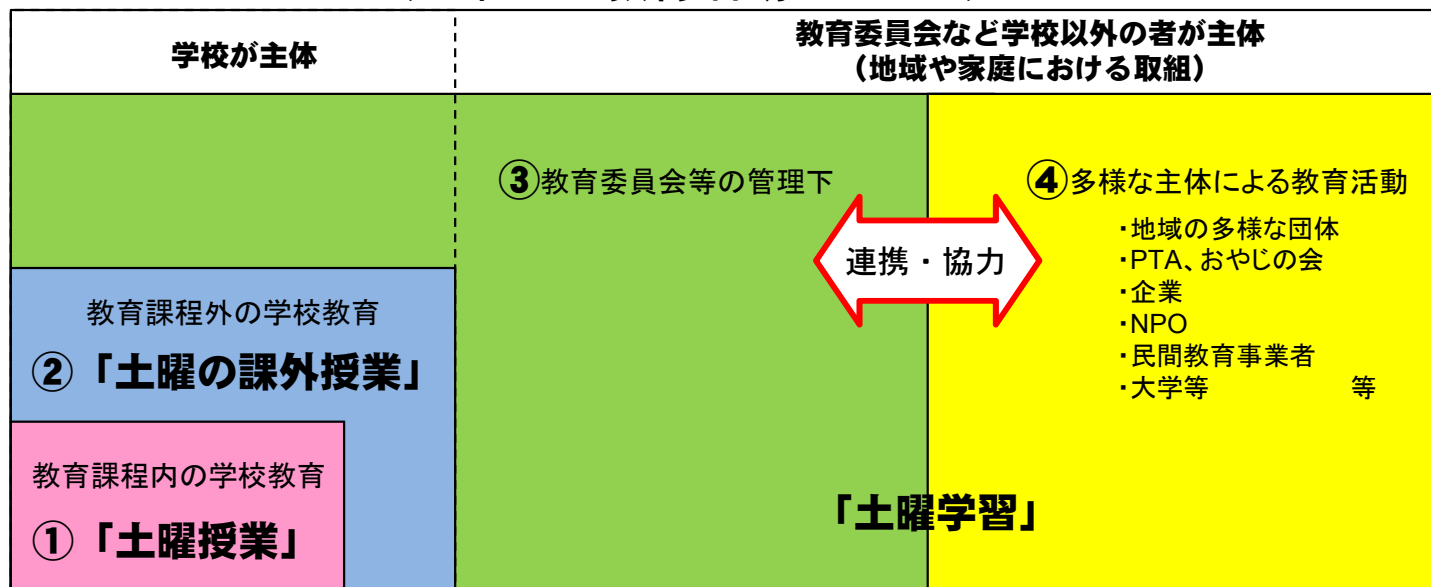 学校が主体
教育委員会など学校以外の者が主体
(地域や家庭における取組)
③教育委員会等の管理下
④多様な主体による教育活動
・地域の多様な団体
・PTA、おやじの会
・企業
・NPO
・民間教育事業者
・大学等 等
連携・協力
教育課程外の学校教育
②「土曜の課外授業」
教育課程内の学校教育
①「土曜授業」
「土曜学習」